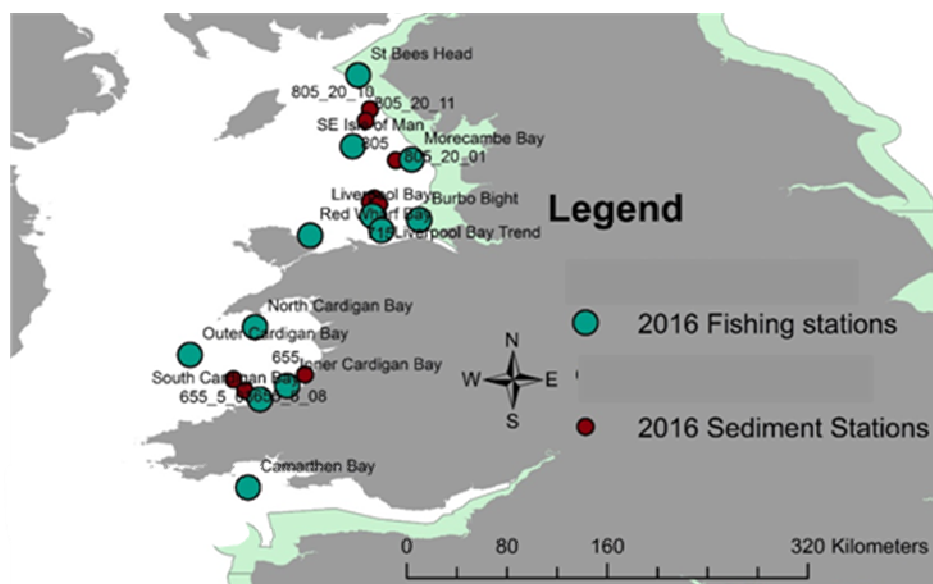 St Bees Head
805_20_10
805_20_11
SE Isle of Man
805
Morecambe Bay
805_20_01
Liverpool Bay
Burbo Bight
Red Wharf Bay
715
Liverpool Bay Trend
Legend
North Cardigan Bay
2016 Fishing stations
Outer Cardigan Bay
N
655
Inner Cardigan Bay
W
E
South Cardigan Bay
S
2016 Sediment Stations
Camarthen Bay
0 80 160 320 Kilometers